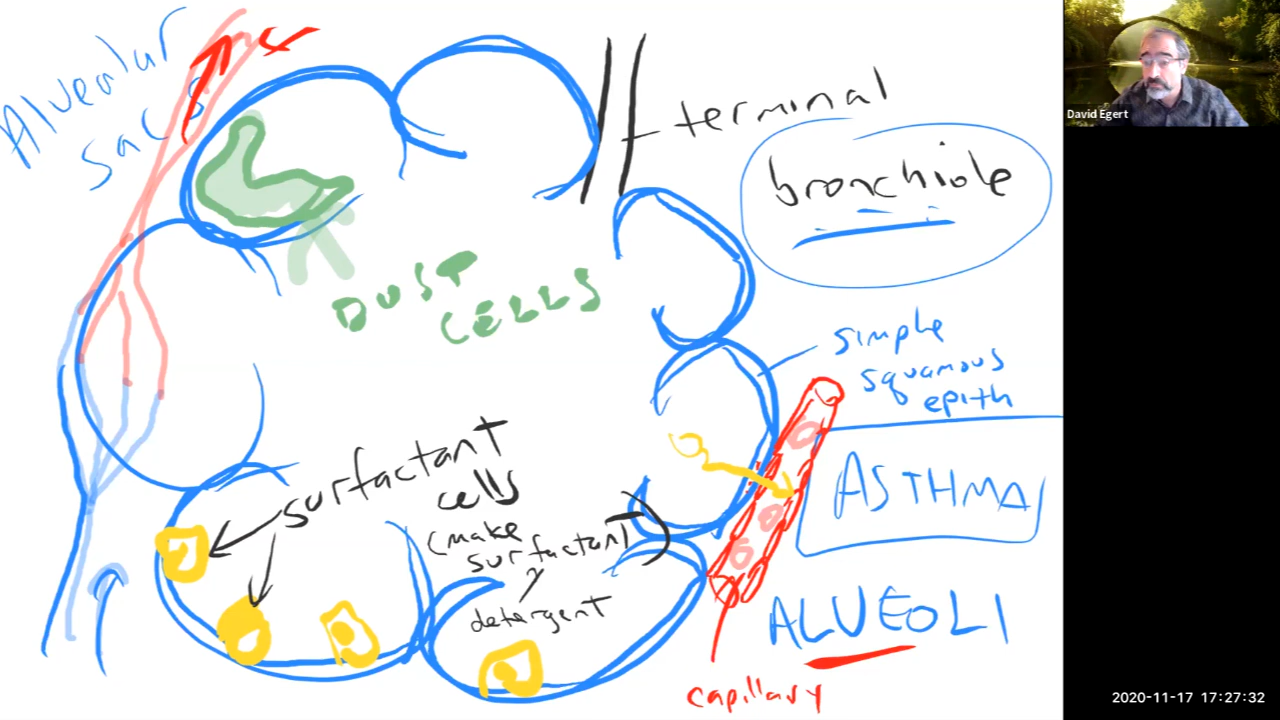 Alveolar
sacs
terminal
bronchiole
David Egert
DUST
CELLS
simple
squamous
epith
surfactant
cells
(make
surfactant)
detergent
ASTHMA
ALVEOLI
capillary
2020-11-17 17:27:32